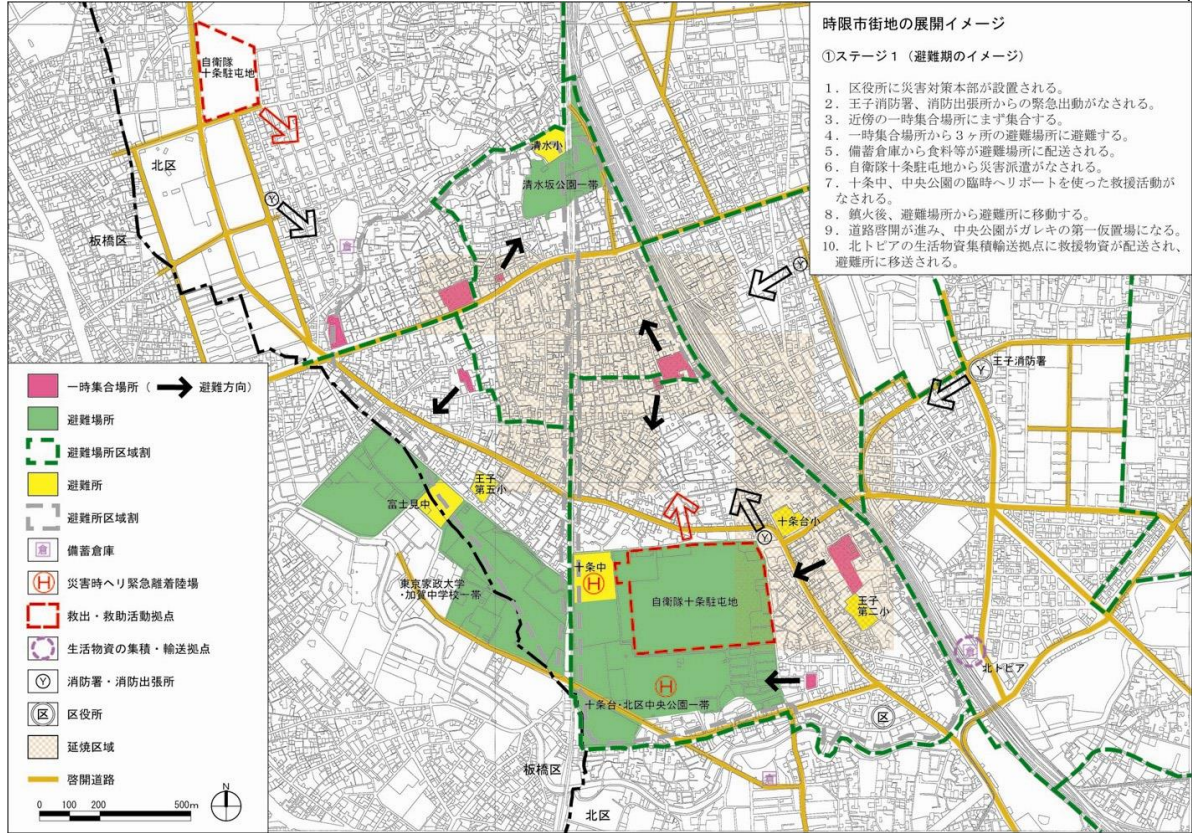 時限市街地の展開イメージ
①ステージ１（避難期のイメージ）
1. 区役所に災害対策本部が設置される。
2. 王子消防署、消防出張所からの緊急出動がなされる。
3. 近傍の一時集合場所にまず集合する。
4. 一時集合場所から３ヶ所の避難場所に避難する。
5. 備蓄倉庫から食料等が避難場所に配送される。
6. 自衛隊十条駐屯地から災害派遣がなされる。
7. 十条中、中央公園の臨時ヘリポートを使った救援活動が
なされる。
8. 鎮火後、避難場所から避難所に移動する。
9. 道路啓開が進み、中央公園がガレキの第一仮置場になる。
10. 北トピアの生活物資集積輸送拠点に救援物資が配送され、
避難所に移送される。
自衛隊
十条駐屯地
北区
板橋区
Y
倉
清水小
清水坂公園一帯
Y
王子消防署
Y
富士見中
王子
第五小
東京家政大学
・加賀中学校一帯
十条中
H
自衛隊十条駐屯地
Y
十条台小
王子
第二小
H
十条台・北区中央公園一帯
倉
北トピア
区
倉
板橋区
北区
一時集合場所（ 避難方向）
避難場所
避難場所区域割
避難所
避難所区域割
倉 備蓄倉庫
H 災害時ヘリ緊急離着陸場
救出・救助活動拠点
生活物資の集積・輸送拠点
Y 消防署・消防出張所
区 区役所
延焼区域
啓開道路
0 100 200 500m
N